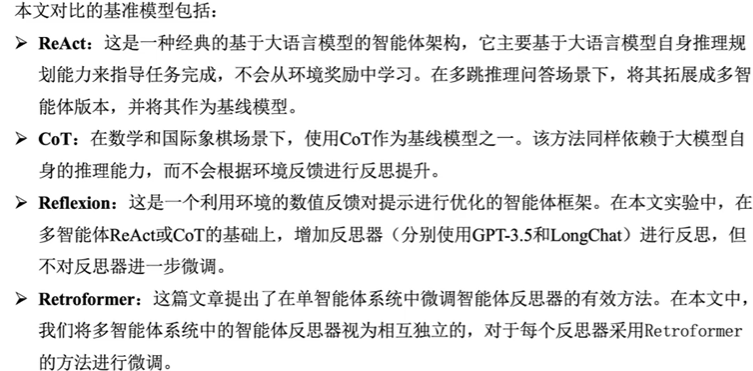 本文对比的基准模型包括：
➢ ReAct：这是一种经典的基于大语言模型的智能体架构，它主要基于大语言模型自身推理规
划能力来指导任务完成，不会从环境奖励中学习。在多跳推理问答场景下，将其拓展成多智
能体版本，并将其作为基线模型。
➢ CoT：在数学和国际象棋场景下，使用CoT作为基线模型之一。该方法同样依赖于大模型自
身的推理能力，而不会根据环境反馈进行反思提升。
➢ Reflexion：这是一个利用环境的数值反馈对提示进行优化的智能体框架。在本文实验中，在
多智能体ReAct或CoT的基础上，增加反思器（分别使用GPT-3.5和LongChat）进行反思，但
不对反思器进一步微调。
➢ Retroformer：这篇文章提出了在单智能体系统中微调智能体反思器的有效方法。在本文中，
我们将多智能体系统中的智能体反思器视为相互独立的，对于每个反思器采用Retroformer
的方法进行微调。